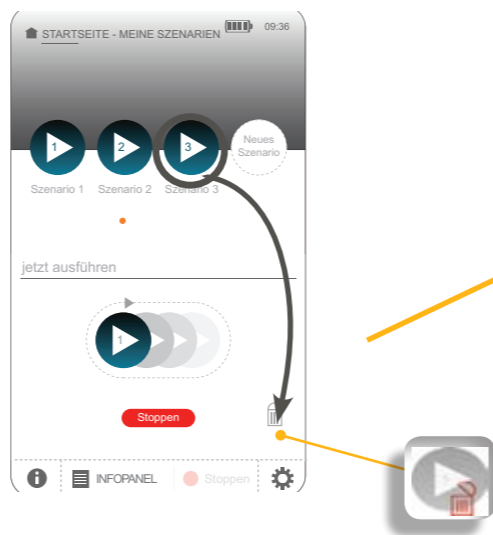 STARTSEITE - MEINE SZENARIEN 09:36
1 2 3 Neues
Szenario
Szenario 1 Szenario 2 Szenario 3
jetzt ausführen
1
Stoppen
INFOPANEL Stoppen